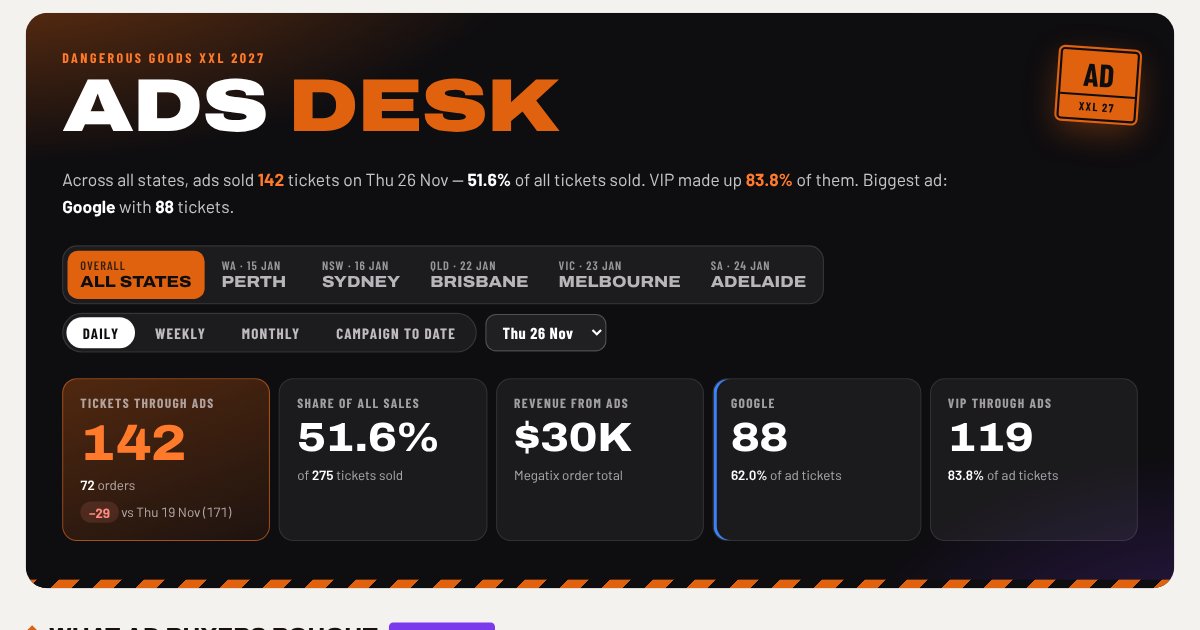 DANGEROUS GOODS XXL 2027
ADS DESK
AD
XXL 27
Across all states, ads sold 142 tickets on Thu 26 Nov — 51.6% of all tickets sold. VIP made up 83.8% of them. Biggest ad:
Google with 88 tickets.
OVERALL
ALL STATES
WA · 15 JAN
PERTH
NSW · 16 JAN
SYDNEY
QLD · 22 JAN
BRISBANE
VIC · 23 JAN
MELBOURNE
SA · 24 JAN
ADELAIDE
DAILY WEEKLY MONTHLY CAMPAIGN TO DATE Thu 26 Nov
TICKETS THROUGH ADS
142
72 orders
−29 vs Thu 19 Nov (171)
SHARE OF ALL SALES
51.6%
of 275 tickets sold
REVENUE FROM ADS
$30K
Megatix order total
GOOGLE
88
62.0% of ad tickets
VIP THROUGH ADS
119
83.8% of ad tickets
WHAT AD BUYERS BOUGHT